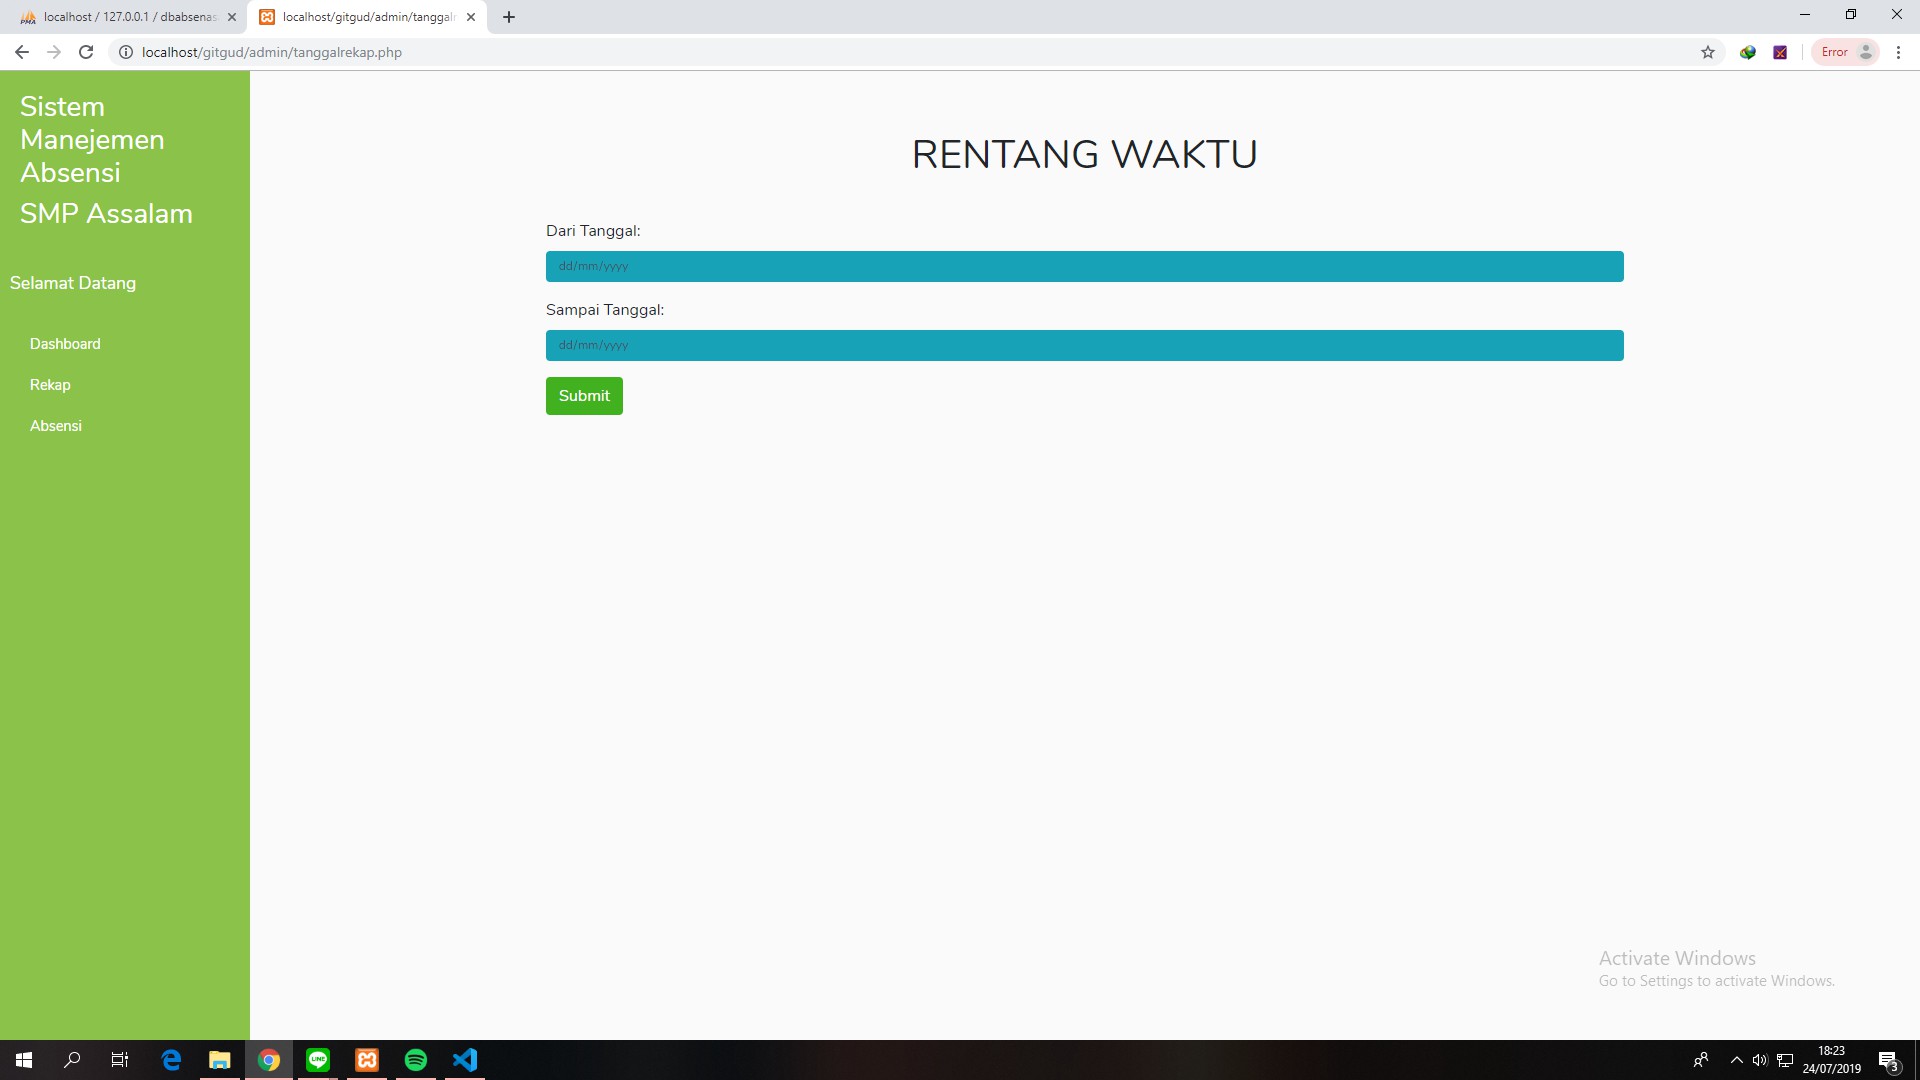 localhost / 127.0.0.1 / dbabsenas
localhost/gitgud/admin/tanggalr
localhost/gitgud/admin/tanggalrekap.php
Error
Sistem
Manejemen
Absensi
SMP Assalam
Selamat Datang
Dashboard
Rekap
Absensi
RENTANG WAKTU
Dari Tanggal:
dd/mm/yyyy
Sampai Tanggal:
dd/mm/yyyy
Submit
Activate Windows
Go to Settings to activate Windows.
LINE
18:23
24/07/2019
3